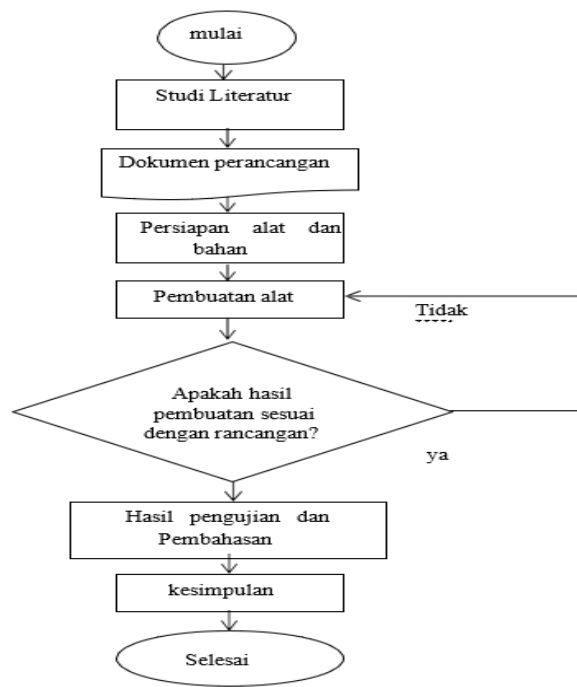 mulai
Studi Literatur
Dokumen perancangan
Persiapan alat dan
bahan
Pembuatan alat
Tidak
Apakah hasil
pembuatan sesuai
dengan rancangan?
ya
Hasil pengujian dan
Pembahasan
kesimpulan
Selesai